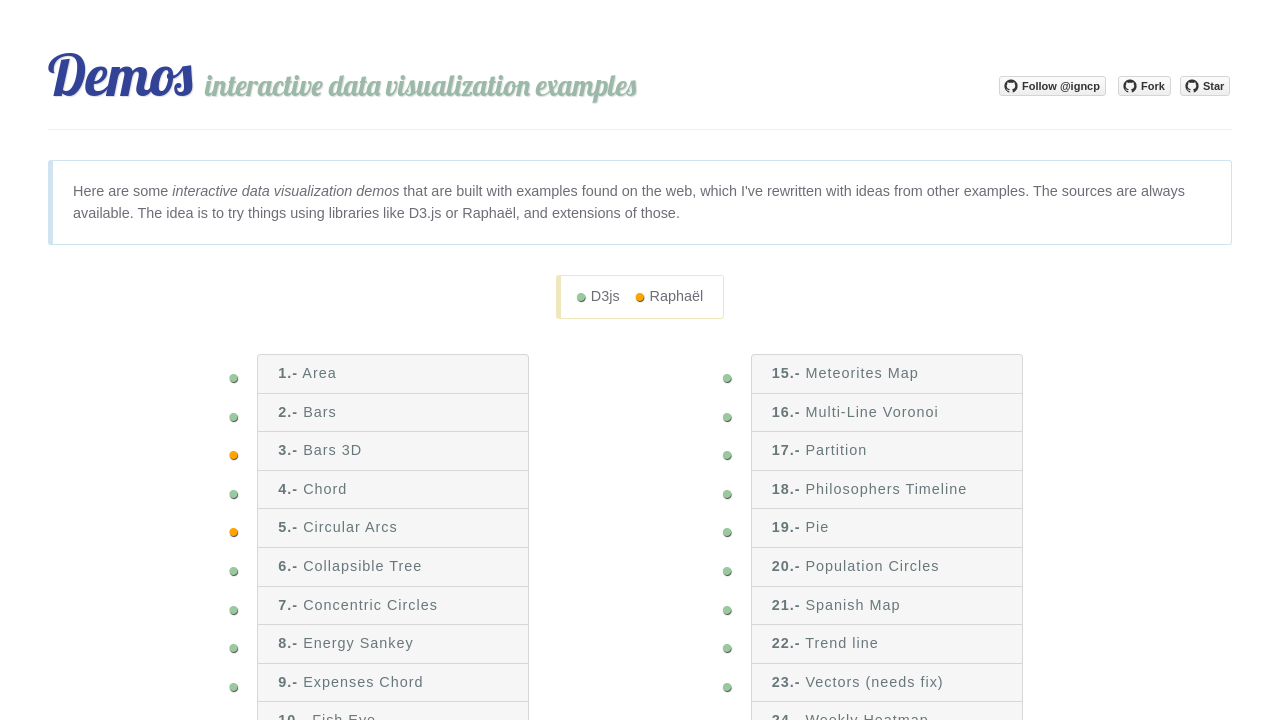 Demos interactive data visualization examples
Follow @igncp
Fork
Star
Here are some interactive data visualization demos that are built with examples found on the web, which I've rewritten with ideas from other examples. The sources are always
available. The idea is to try things using libraries like D3.js or Raphaël, and extensions of those.
D3js
Raphaël
1.- Area
2.- Bars
3.- Bars 3D
4.- Chord
5.- Circular Arcs
6.- Collapsible Tree
7.- Concentric Circles
8.- Energy Sankey
9.- Expenses Chord
10.- Fish Eye
15.- Meteorites Map
16.- Multi-Line Voronoi
17.- Partition
18.- Philosophers Timeline
19.- Pie
20.- Population Circles
21.- Spanish Map
22.- Trend line
23.- Vectors (needs fix)
24.- Weekly Heatmap